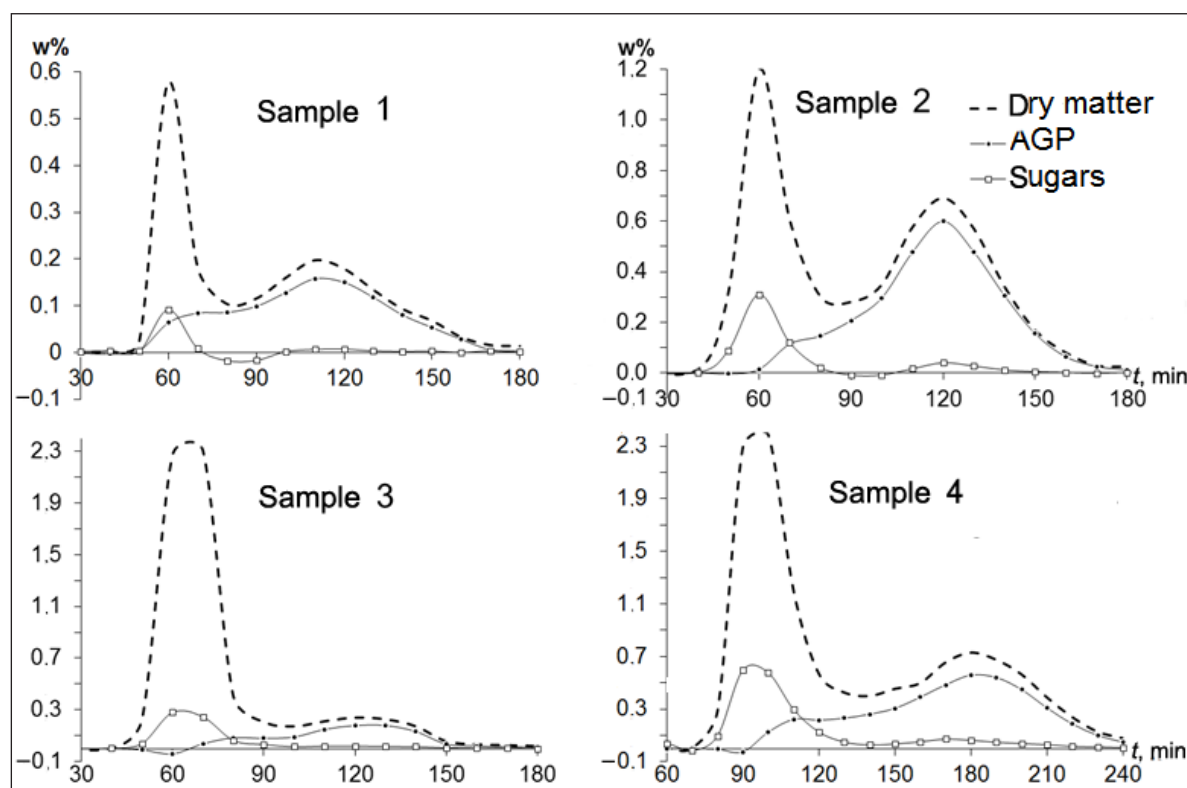 w%
0.6
0.5
0.4
0.3
0.2
0.1
0
–0.1
30 60 90 120 150 180
Sample 1
w%
1.2
1.0
0.8
0.6
0.4
0.2
0.0
–0.1
30 60 90 120 150 180
t, min
Sample 2
Dry matter
AGP
Sugars
2.3
1.9
1.5
1.1
0.7
0.3
–0.1
30 60 90 120 150 180
Sample 3
2.3
1.9
1.5
1.1
0.7
0.3
–0.1
60 90 120 150 180 210 240
t, min
Sample 4